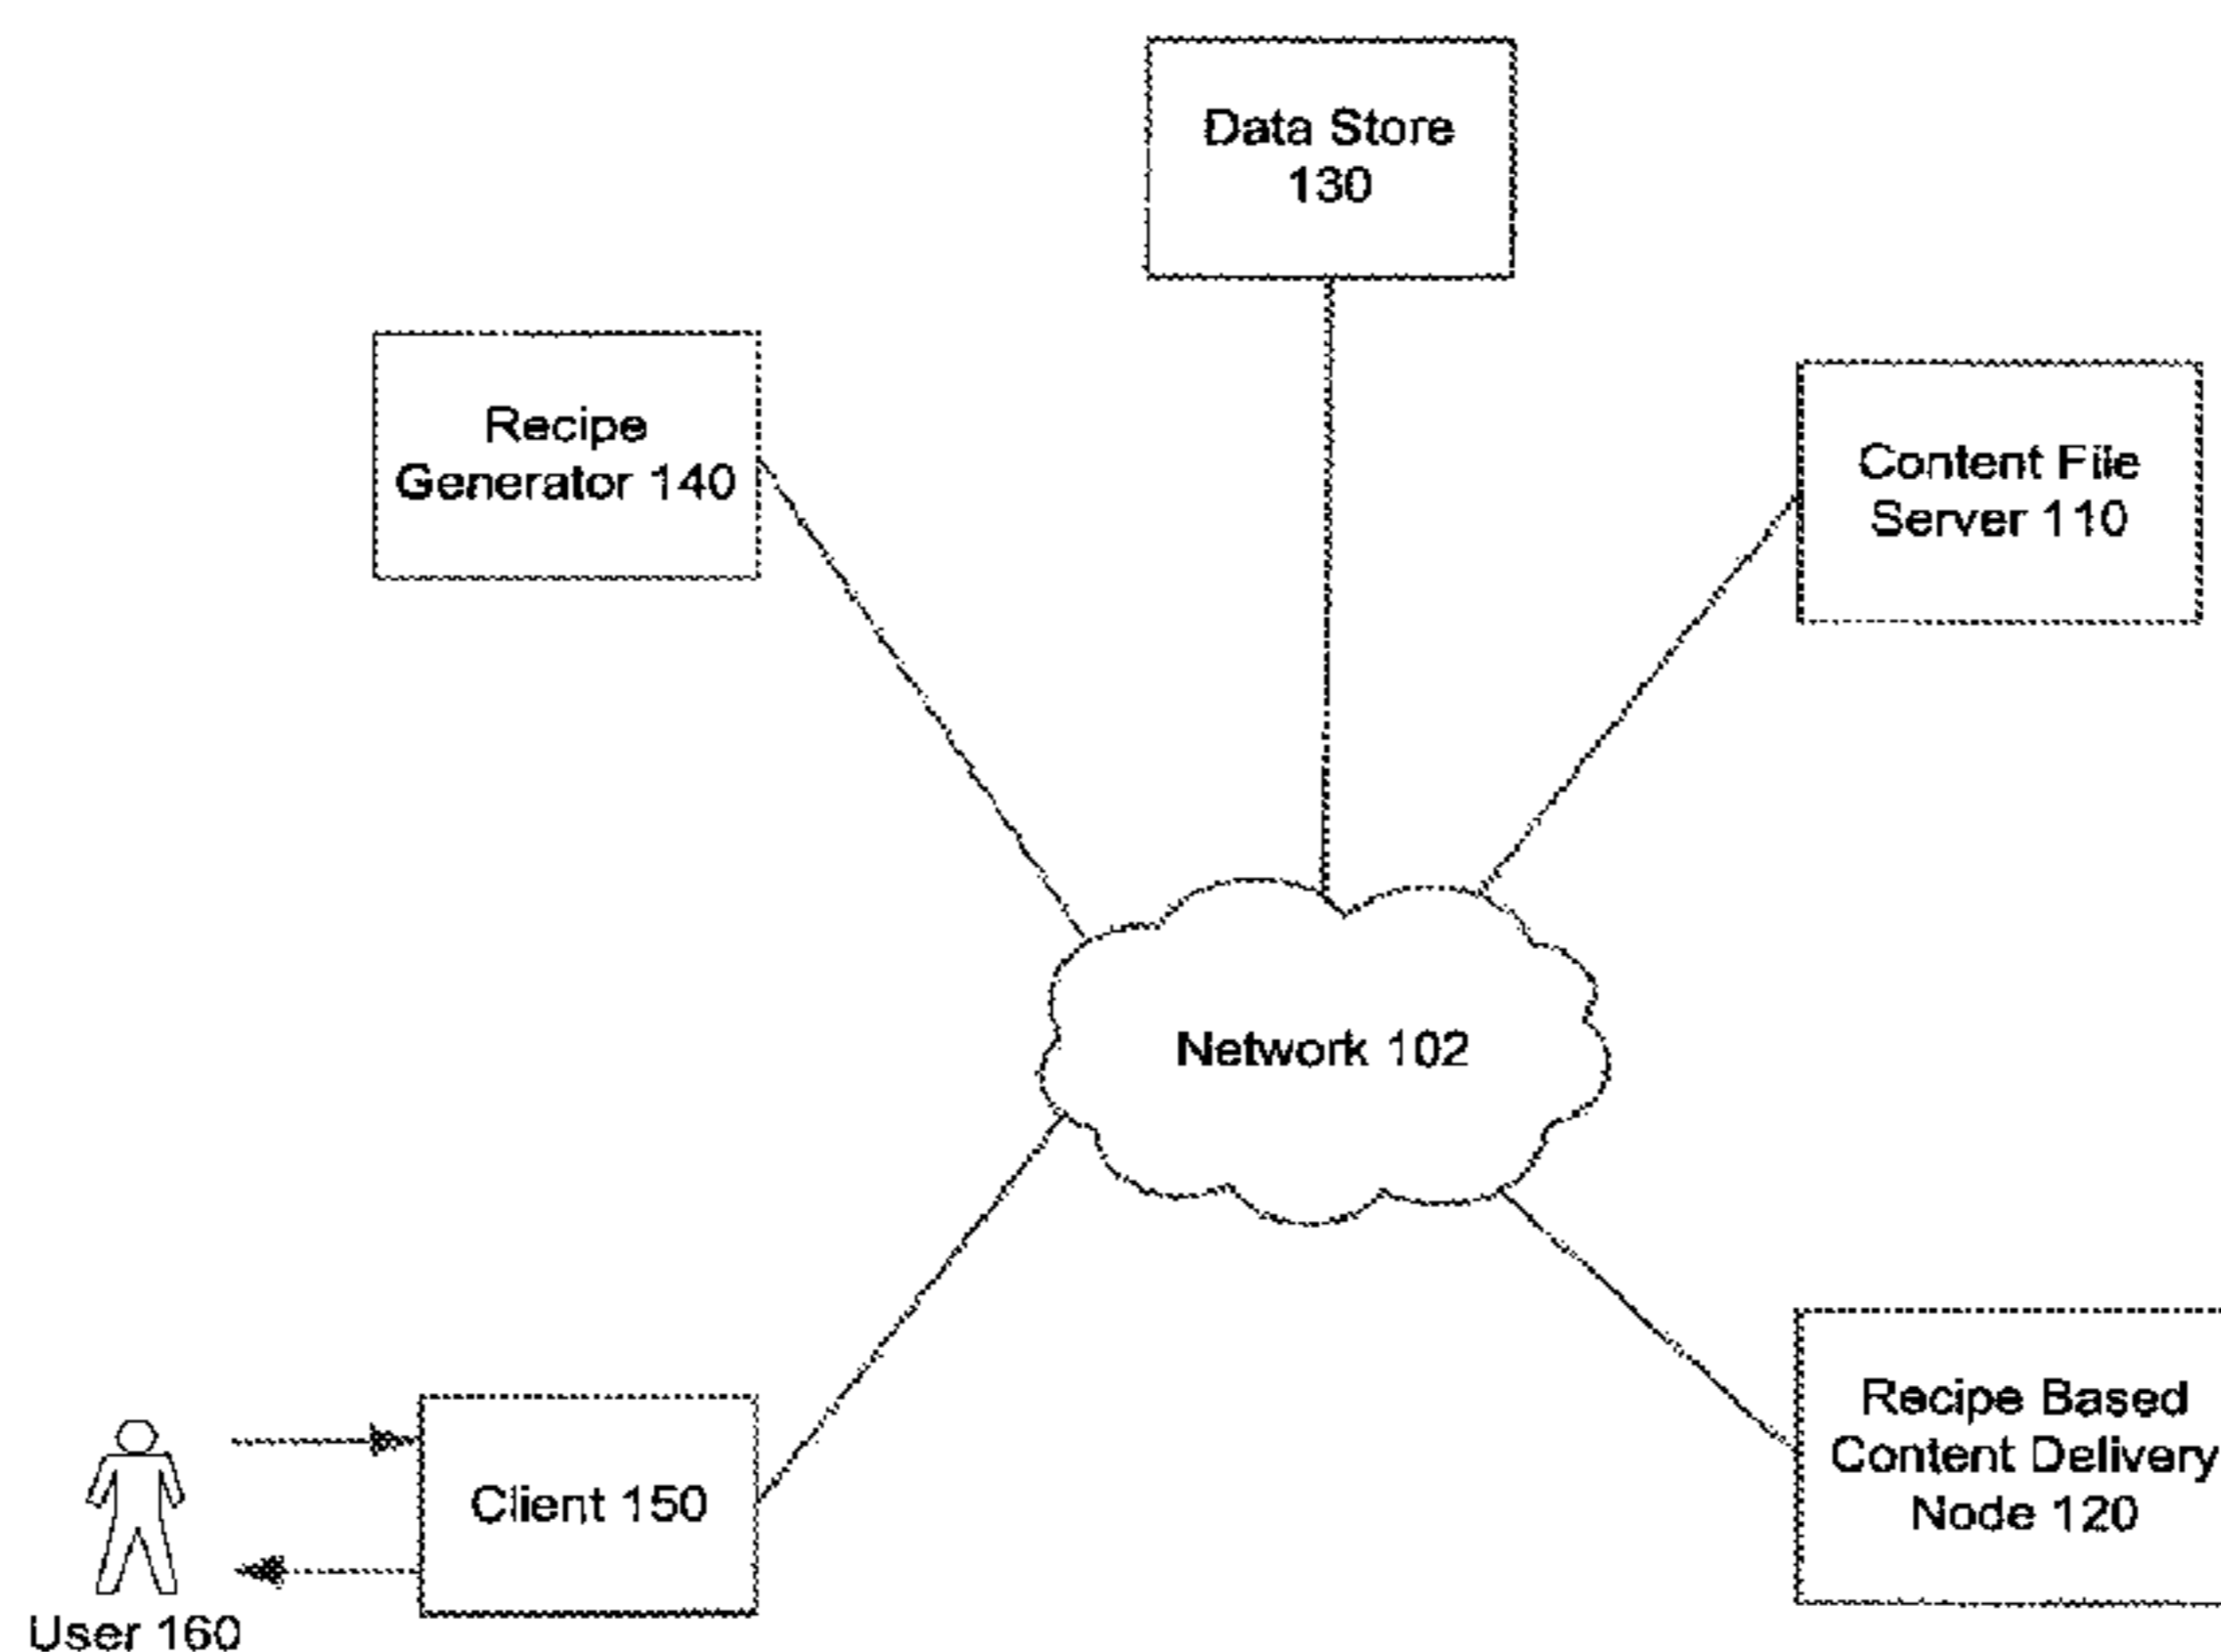 Data Store
130
Recipe
Generator 140
Content File
Server 110
Network 102
Recipe Based
Content Delivery
Node 120
Client 150
User 160